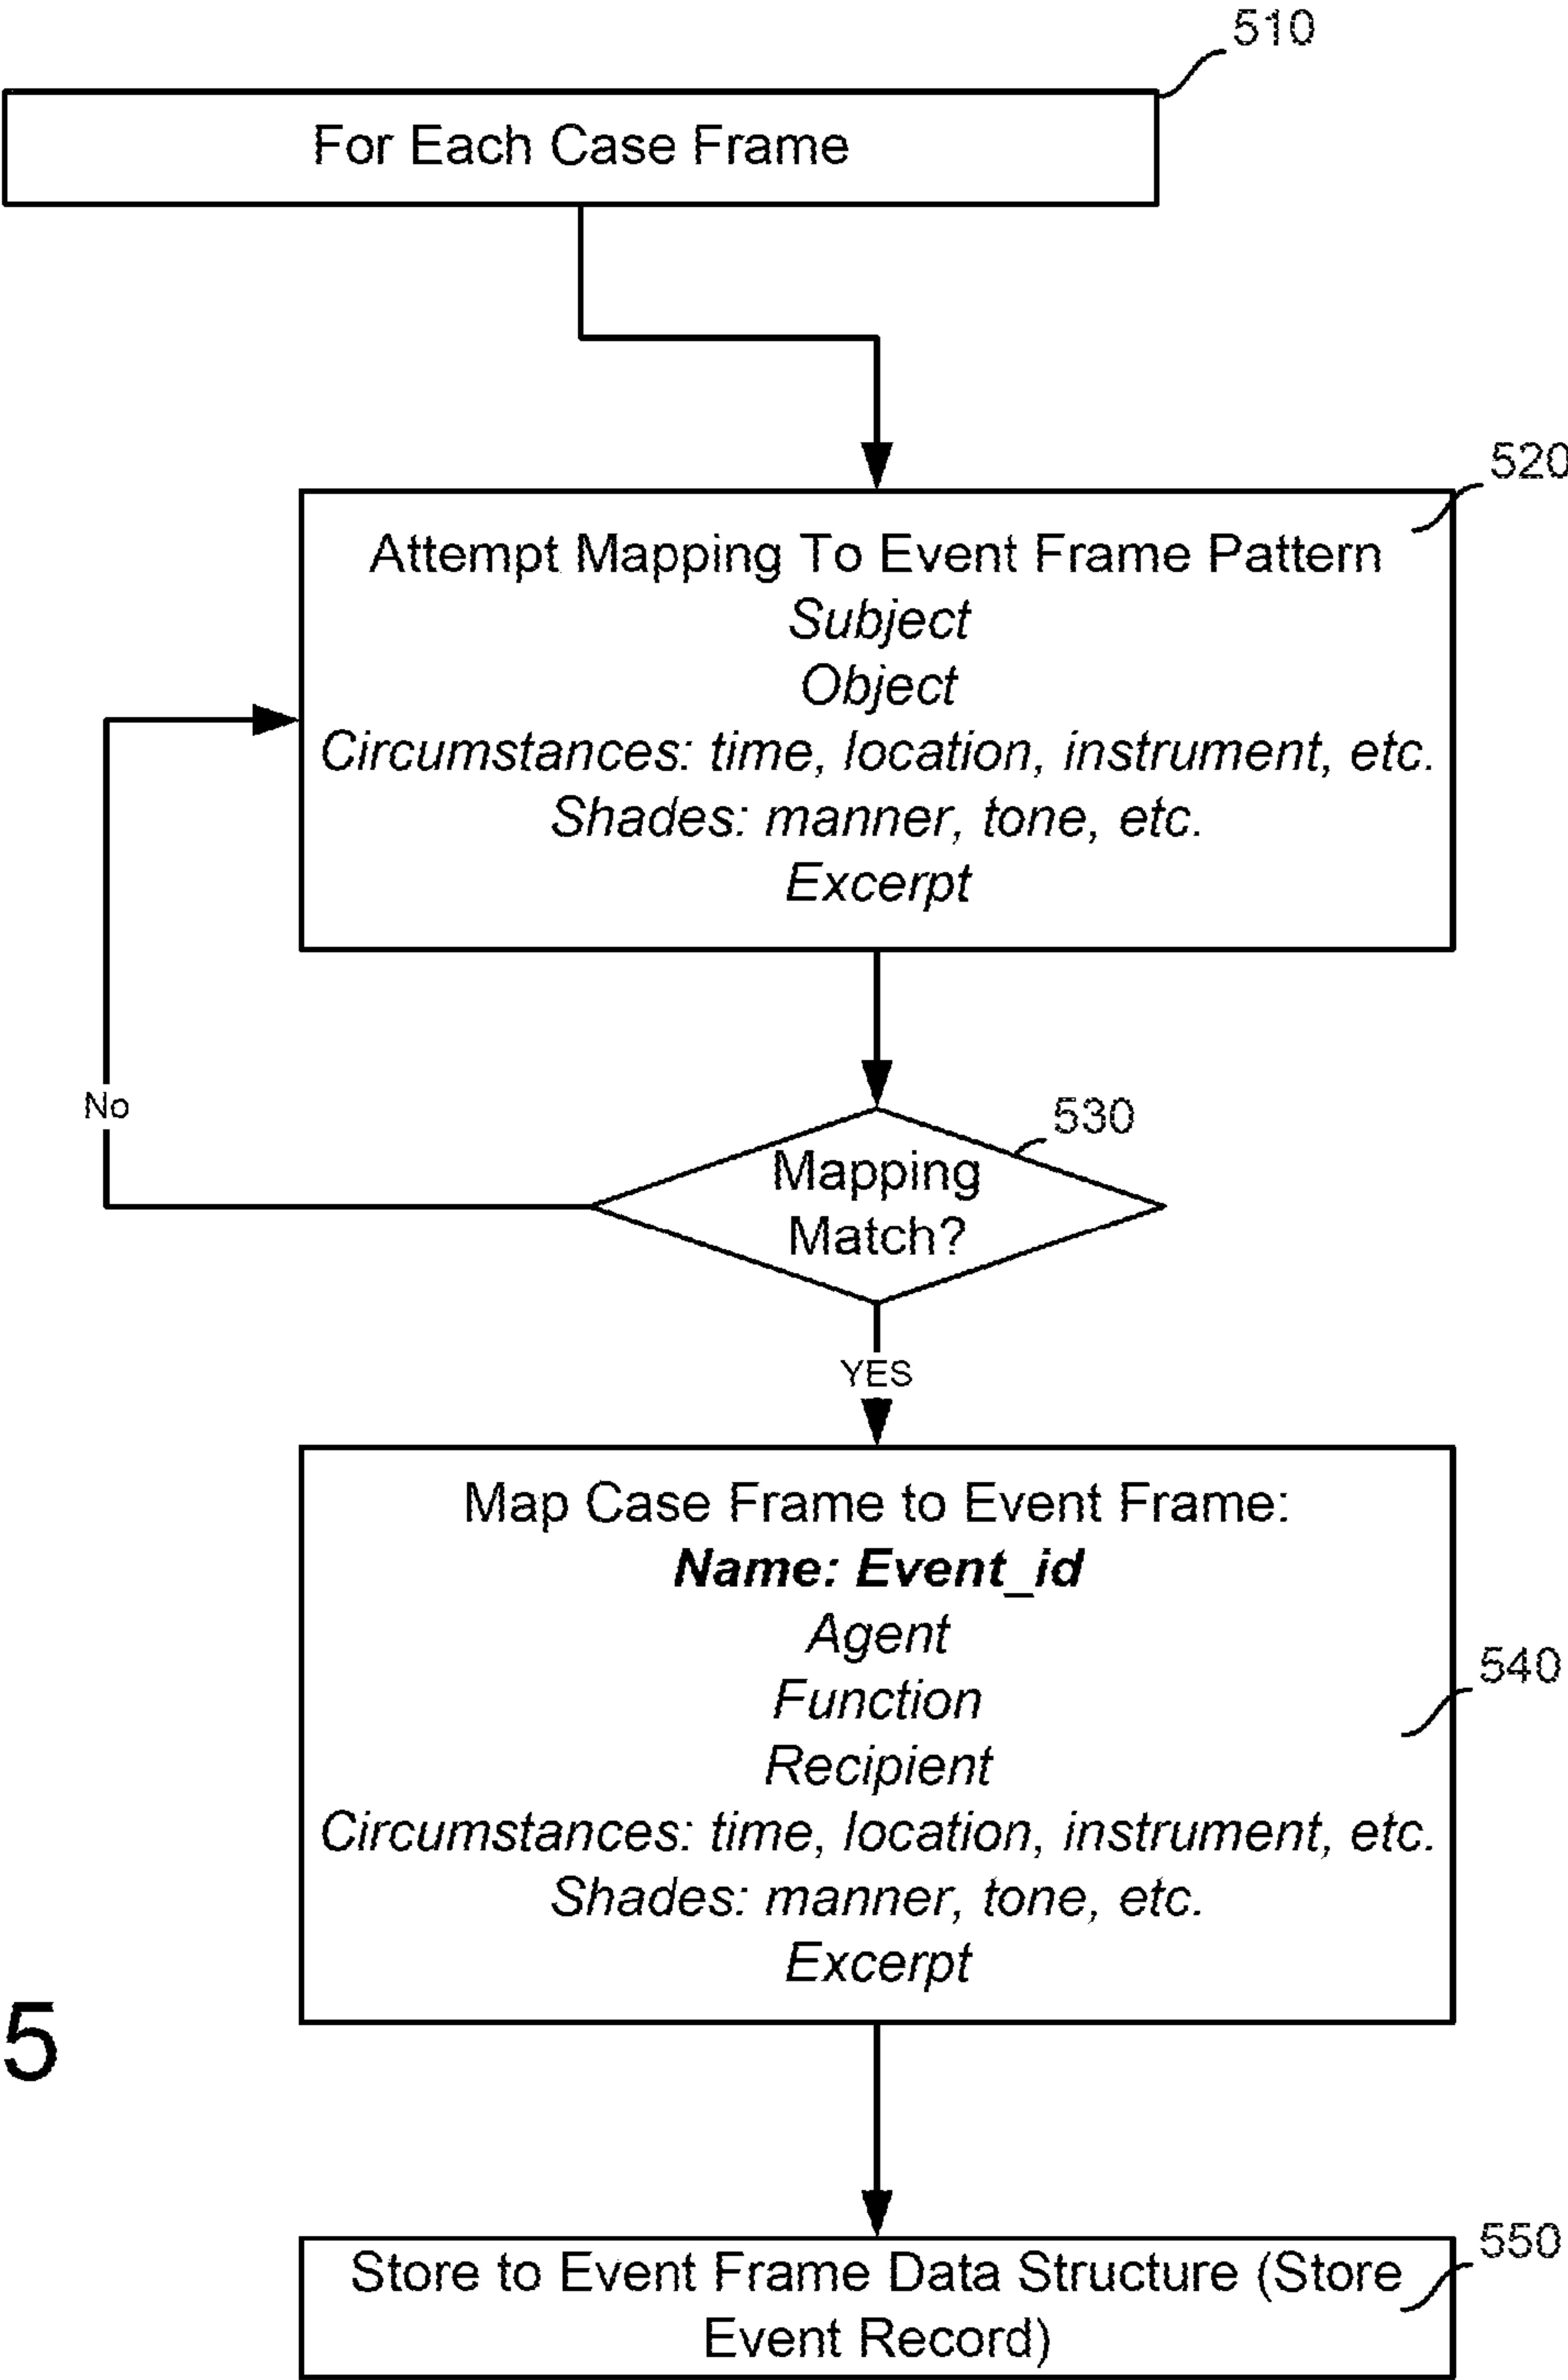 510
For Each Case Frame
520
Attempt Mapping To Event Frame Pattern
Subject
Object
Circumstances: time, location, instrument, etc.
Shades: manner, tone, etc.
Excerpt
No
530
Mapping
Match?
YES
Map Case Frame to Event Frame:
Name: Event_id
Agent
Function
Recipient
540
Circumstances: time, location, instrument, etc.
Shades: manner, tone, etc.
Excerpt
5
550
Store to Event Frame Data Structure (Store
Event Record)